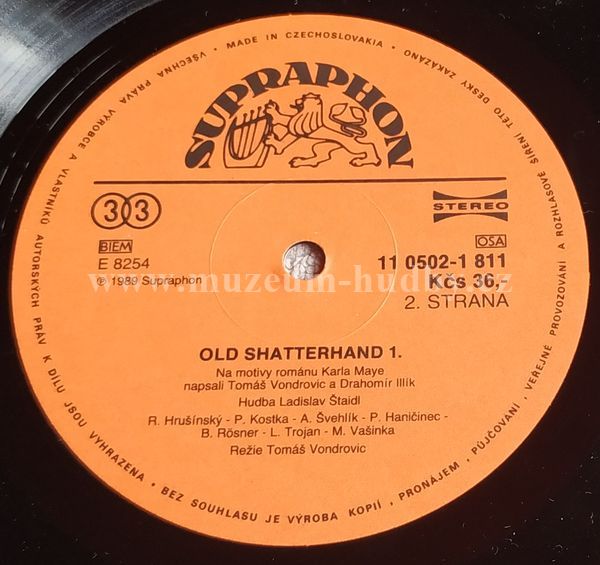 VŠECHNA PRÁVA VÝROBCE A VLASTNÍKŮ AUTORSKÝCH PRÁV K DÍLU JSOU VYHRAZENA • BEZ SOUHLASU JE VÝROBA KOPIÍ, PRONÁJEM, PŮJČOVÁNÍ, VEŘEJNÉ PROVOZOVÁNÍ A ROZHLASOVÉ ŠÍŘENÍ TÉTO DESKY ZAKÁZÁNO • MADE IN CZECHOSLOVAKIA •
SUPRAPHON
33
STEREO
BIEM
OSA
E 8254
11 0502-1 811
℗ 1989 Supraphon
Kčs 36,-
www.muzeum-hudby.cz
2. STRANA
OLD SHATTERHAND 1.
Na motivy románu Karla Maye
napsali Tomáš Vondrovic a Drahomír Illík
Hudba Ladislav Štaidl
R. Hrušínský - P. Kostka - A. Švehlík - P. Haničinec -
B. Rösner - L. Trojan - M. Vašinka
Režie Tomáš Vondrovic